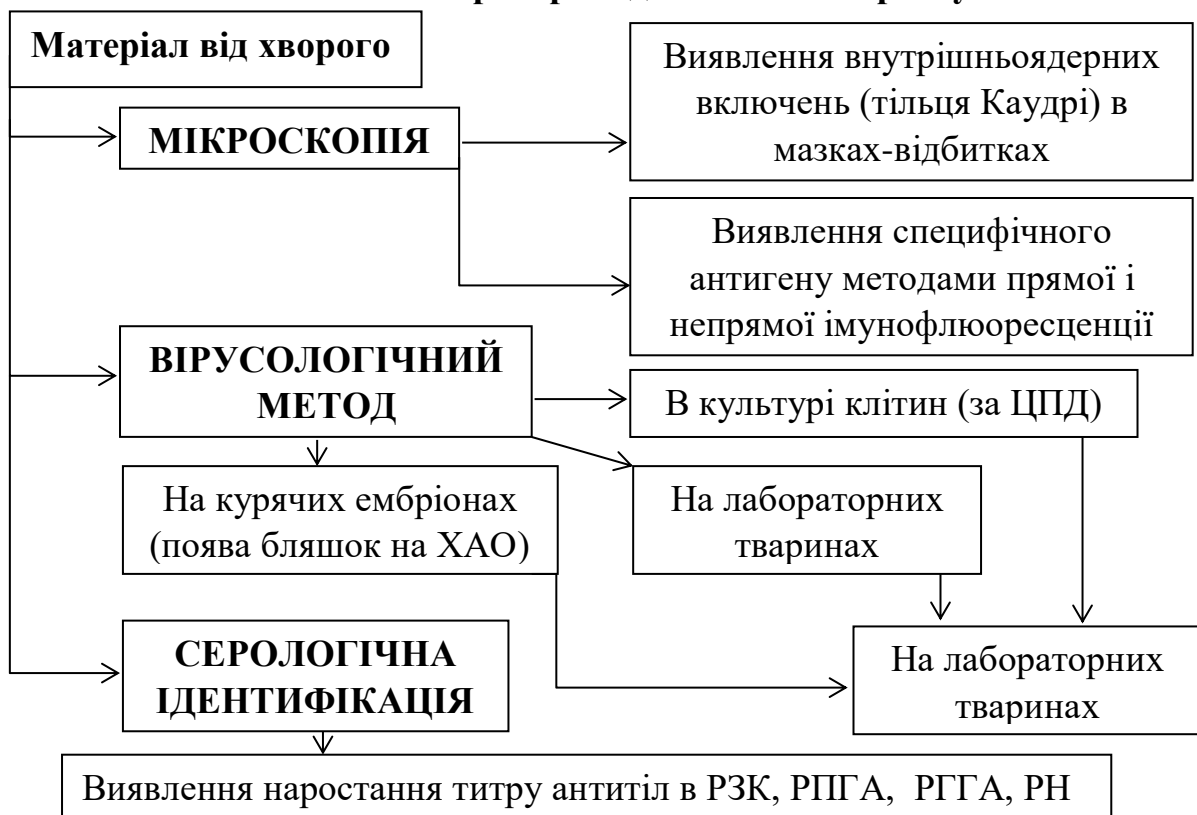 Матеріал від хворого
МІКРОСКОПІЯ
Виявлення внутрішньоядерних
включень (тільця Каудрі) в
мазках-відбитках
Виявлення специфічного
антигену методами прямої і
непрямої імунофлюоресценції
ВІРУСОЛОГІЧНИЙ
МЕТОД
В культурі клітин (за ЦПД)
На курячих ембріонах
(поява бляшок на ХАО)
На лабораторних
тваринах
СЕРОЛОГІЧНА
ІДЕНТИФІКАЦІЯ
На лабораторних
тваринах
Виявлення наростання титру антитіл в РЗК, РПГА, РГГА, РН